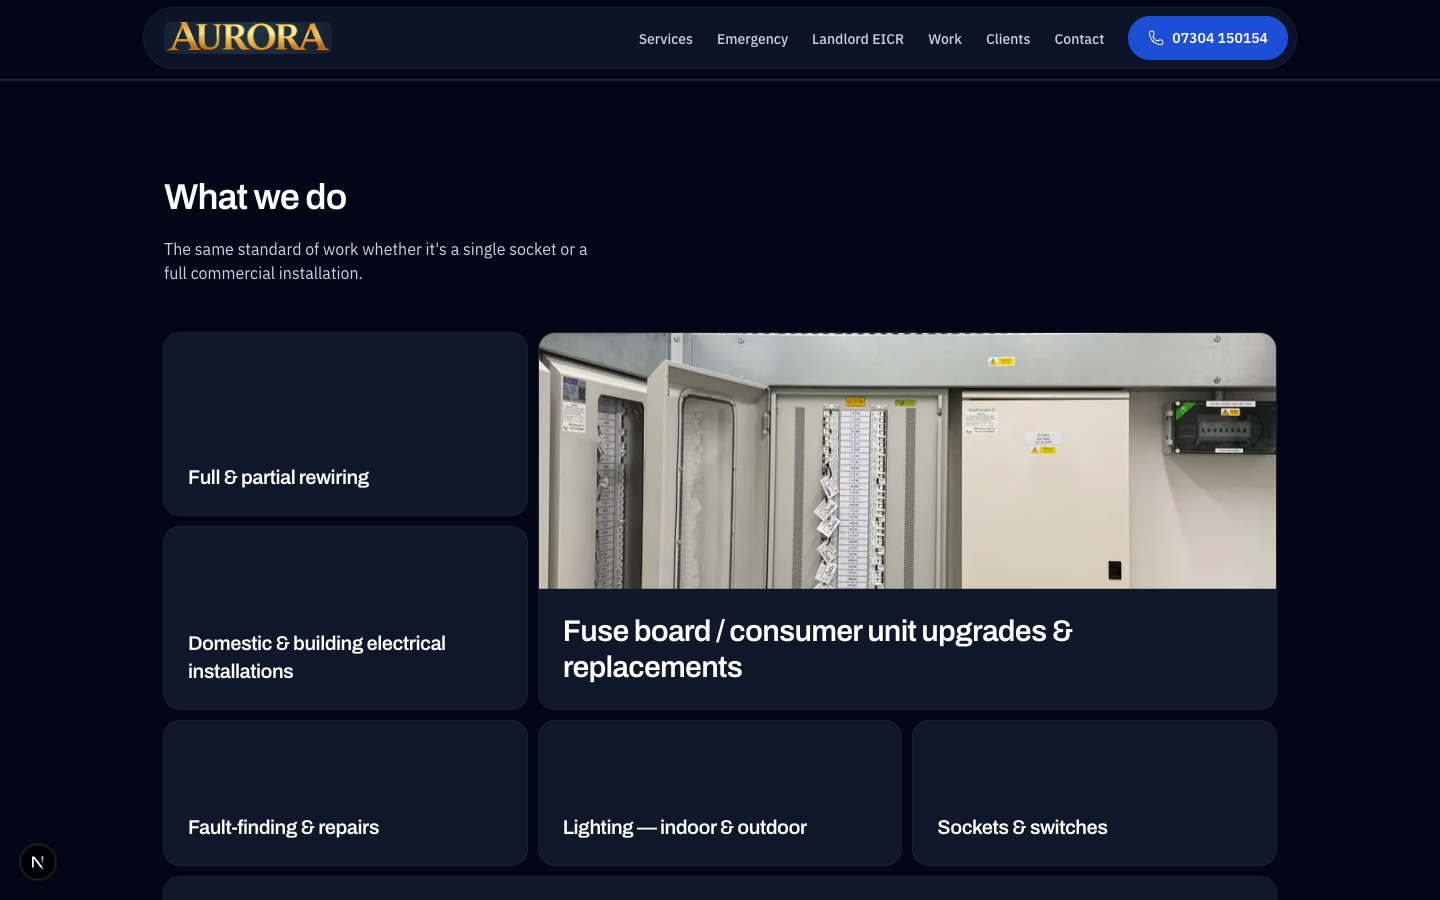 AURORA
Services
Emergency
Landlord EICR
Work
Clients
Contact
07304 150154
What we do
The same standard of work whether it's a single socket or a
full commercial installation.
Full & partial rewiring
Domestic & building electrical
installations
Fuse board / consumer unit upgrades &
replacements
Fault-finding & repairs
Lighting — indoor & outdoor
Sockets & switches
N